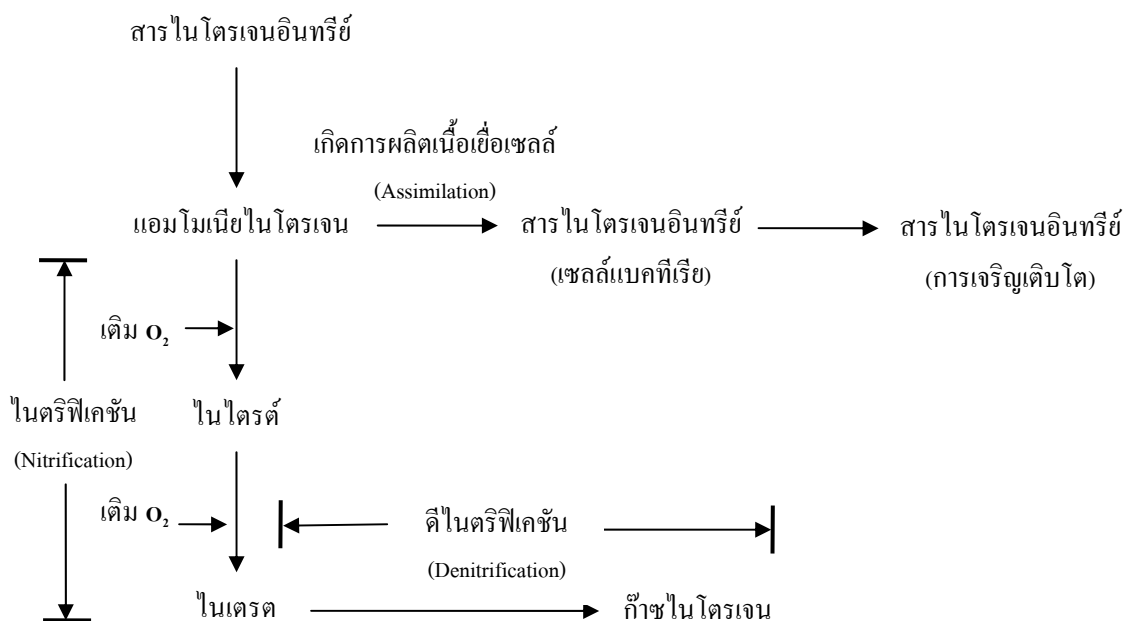 สารไนโตรเจนอินทรีย์
เกิดการผลิตเนื้อเยื่อเซลล์
(Assimilation)
แอมโมเนียไนโตรเจน
สารไนโตรเจนอินทรีย์
สารไนโตรเจนอินทรีย์
(เซลล์แบคทีเรีย)
(การเจริญเติบโต)
เติม O₂
ไนตริฟิเคชัน
ไนไตรต์
(Nitrification)
เติม O₂
ดีไนตริฟิเคชัน
(Denitrification)
ไนเตรต
ก๊าซไนโตรเจน